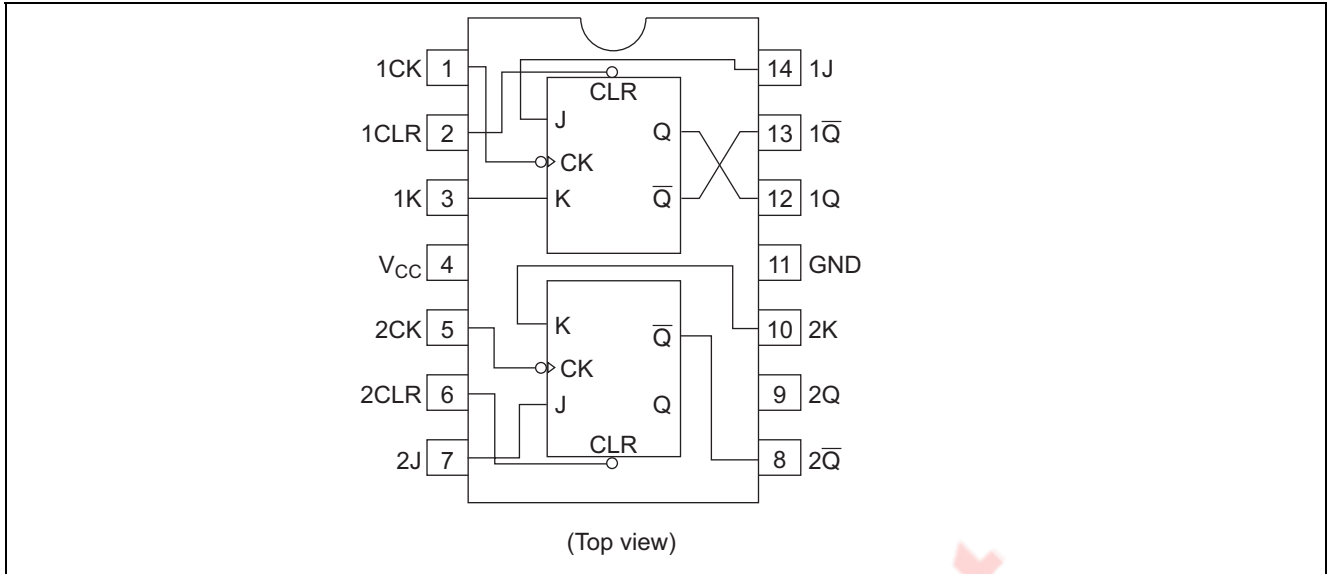 1CK 1 14 1J
CLR
1CLR 2 J Q 13 1Q̅
CK
1K 3 K Q̅ 12 1Q
VCC 4 11 GND
2CK 5 K Q̅ 10 2K
CK
2CLR 6 J Q 9 2Q
CLR
2J 7 8 2Q̅
(Top view)